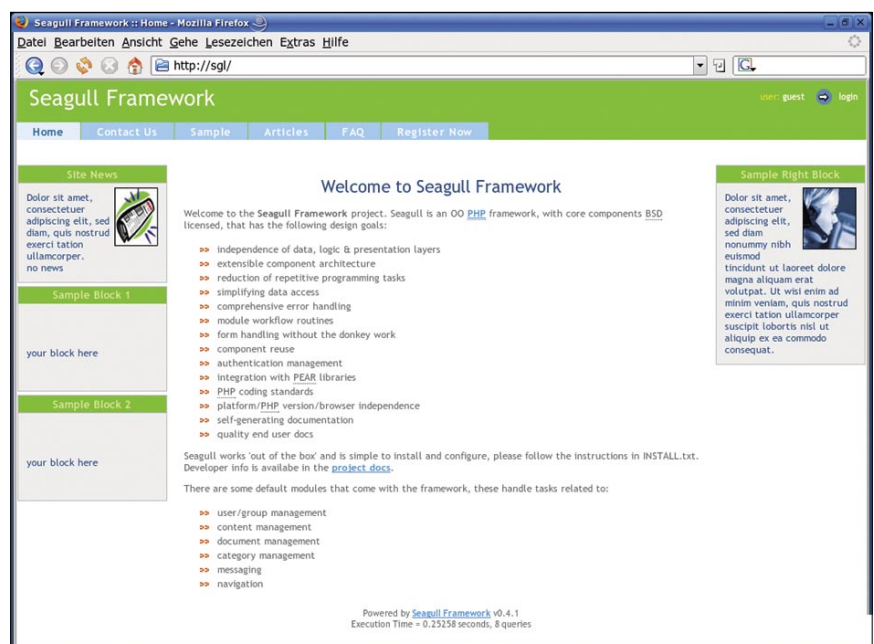 Seagull Framework :: Home - Mozilla Firefox
Datei Bearbeiten Ansicht Gehe Lesezeichen Extras Hilfe
http://sgl/
G
Seagull Framework
user: guest login
Home Contact Us Sample Articles FAQ Register Now
Site News
Dolor sit amet,
consectetuer
adipiscing elit, sed
diam, quis nostrud
exerci tation
ullamcorper.
no news
Sample Block 1
your block here
Sample Block 2
your block here
Welcome to Seagull Framework
Welcome to the Seagull Framework project. Seagull is an OO PHP framework, with core components BSD
licensed, that has the following design goals:
independence of data, logic & presentation layers
extensible component architecture
reduction of repetitive programming tasks
simplifying data access
comprehensive error handling
module workflow routines
form handling without the donkey work
component reuse
authentication management
integration with PEAR libraries
PHP coding standards
platform/PHP version/browser independence
self-generating documentation
quality end user docs
Seagull works 'out of the box' and is simple to install and configure, please follow the instructions in INSTALL.txt.
Developer info is availabe in the project docs.
There are some default modules that come with the framework, these handle tasks related to:
user/group management
content management
document management
category management
messaging
navigation
Powered by Seagull Framework v0.4.1
Execution Time = 0.25258 seconds, 8 queries
Sample Right Block
Dolor sit amet,
consectetuer
adipiscing elit,
sed diam
nonummy nibh
euismod
tincidunt ut laoreet dolore
magna aliquam erat
volutpat. Ut wisi enim ad
minim veniam, quis nostrud
exerci tation ullamcorper
suscipit lobortis nisl ut
aliquip ex ea commodo
consequat.